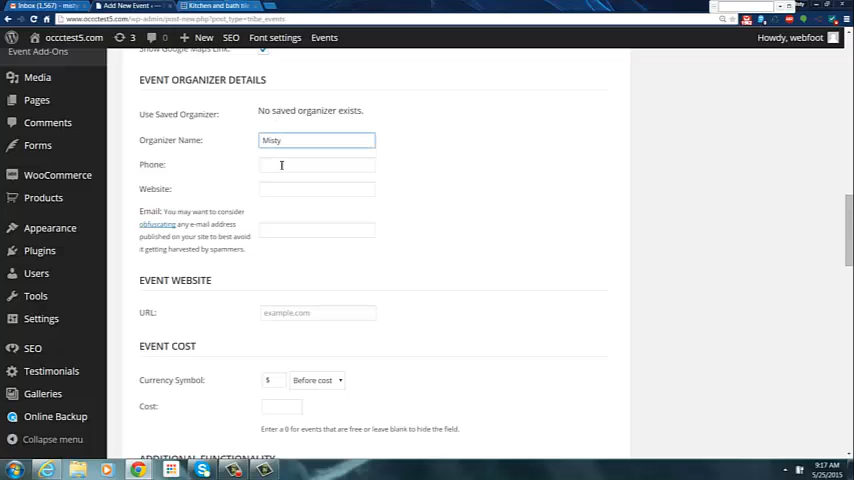 Inbox (1,567) - misty
Add New Event ‹
Kitchen and bath tile
www.occctest5.com/wp-admin/post-new.php?post_type=tribe_events
occctest5.com
3
+ New
SEO
Font settings
Events
Howdy, webfoot
Event Add-Ons
Media
Pages
Comments
Forms
WooCommerce
Products
Appearance
Plugins
Users
Tools
Settings
SEO
Testimonials
Galleries
Online Backup
Collapse menu
Show Google Maps Link:
EVENT ORGANIZER DETAILS
Use Saved Organizer:
No saved organizer exists.
Organizer Name:
Misty
Phone:
Website:
Email: You may want to consider
obfuscating any e-mail address
published on your site to best avoid
it getting harvested by spammers.
EVENT WEBSITE
URL:
example.com
EVENT COST
Currency Symbol:
$
Before cost
Cost:
Enter a 0 for events that are free or leave blank to hide the field.
ADDITIONAL FUNCTIONALITY
9:17 AM
5/25/2015